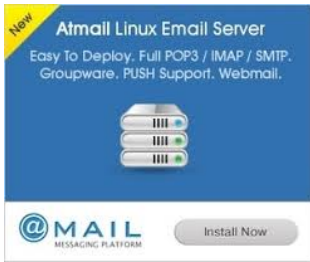 New
Atmail Linux Email Server
Easy To Deploy. Full POP3 / IMAP / SMTP.
Groupware. PUSH Support. Webmail.
@MAIL
MESSAGING PLATFORM
Install Now